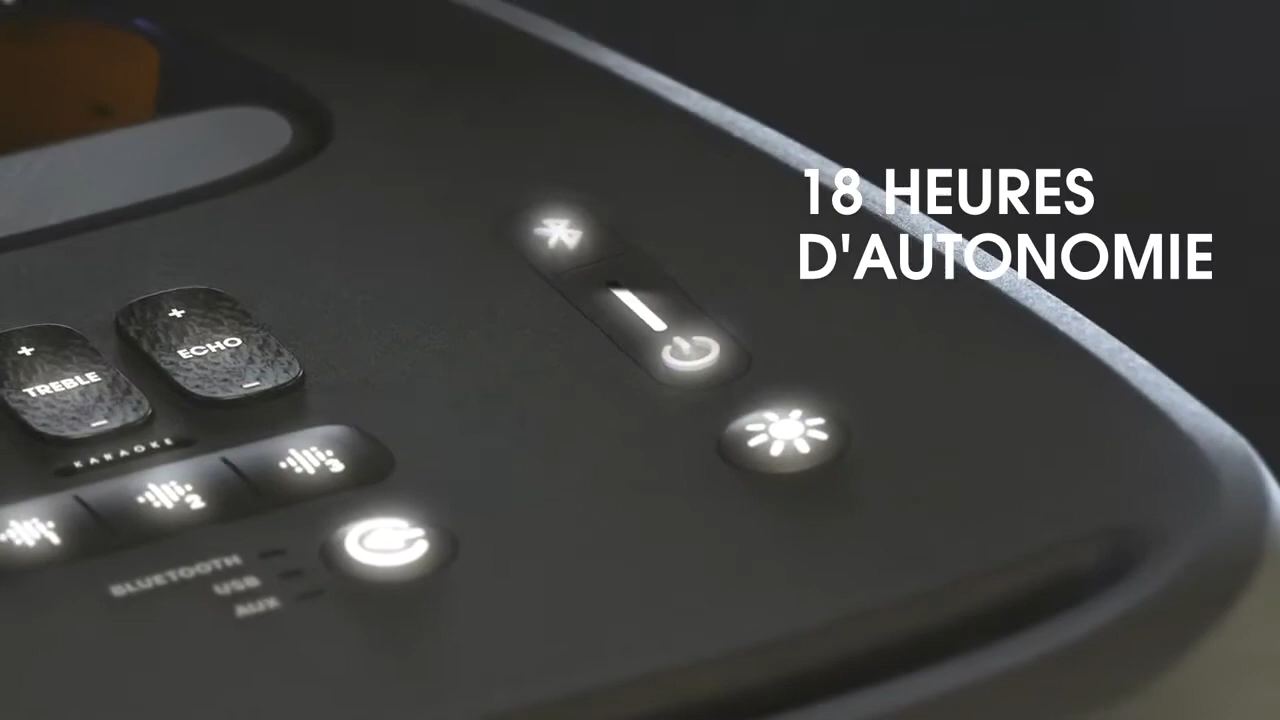 18 HEURES
D'AUTONOMIE
+
ECHO
-
+
TREBLE
-
KARAOKE
3
2
BLUETOOTH
USB
AUX